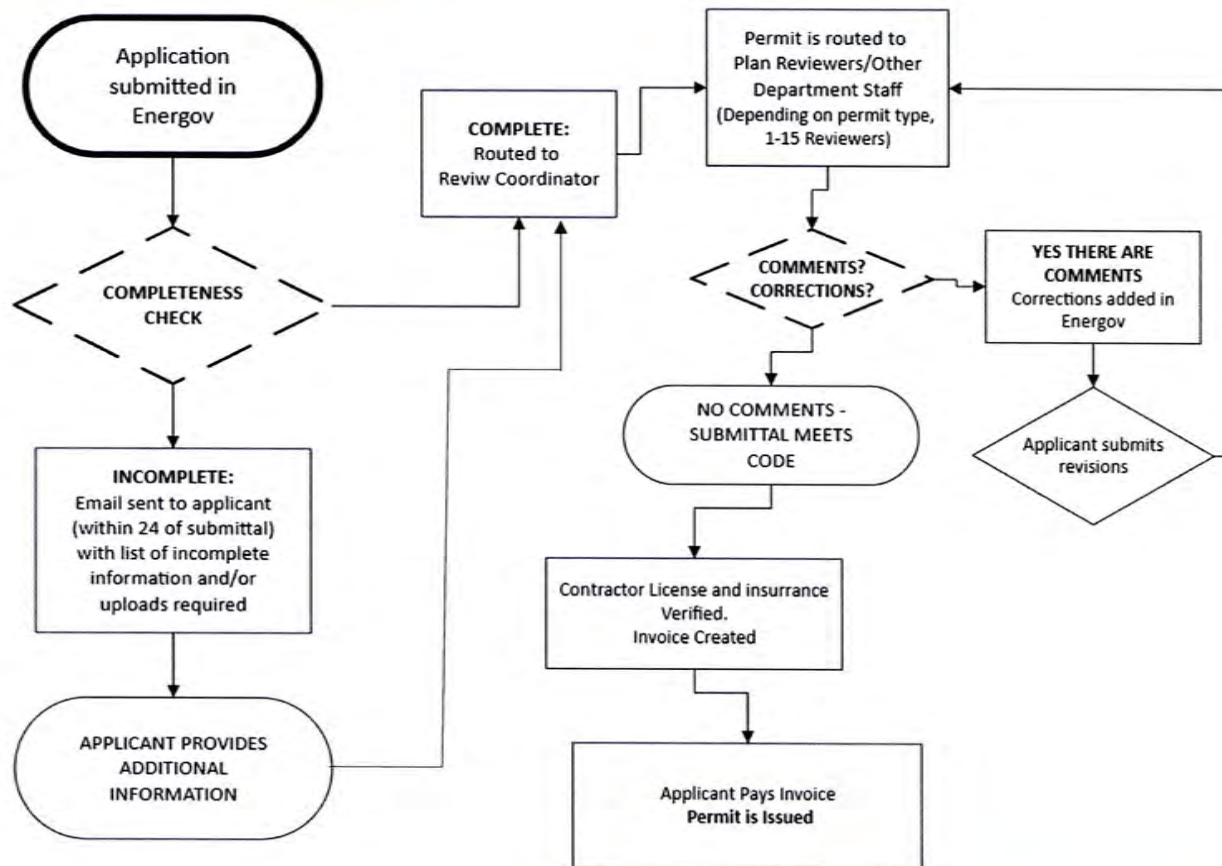 Application
submitted in
Energov
COMPLETENESS
CHECK
INCOMPLETE:
Email sent to applicant
(within 24 of submittal)
with list of incomplete
information and/or
uploads required
APPLICANT PROVIDES
ADDITIONAL
INFORMATION
COMPLETE:
Routed to
Reviw Coordinator
Permit is routed to
Plan Reviewers/Other
Department Staff
(Depending on permit type,
1-15 Reviewers)
COMMENTS?
CORRECTIONS?
YES THERE ARE
COMMENTS
Corrections added in
Energov
Applicant submits
revisions
NO COMMENTS -
SUBMITTAL MEETS
CODE
Contractor License and insurrance
Verified.
Invoice Created
Applicant Pays Invoice
Permit is Issued